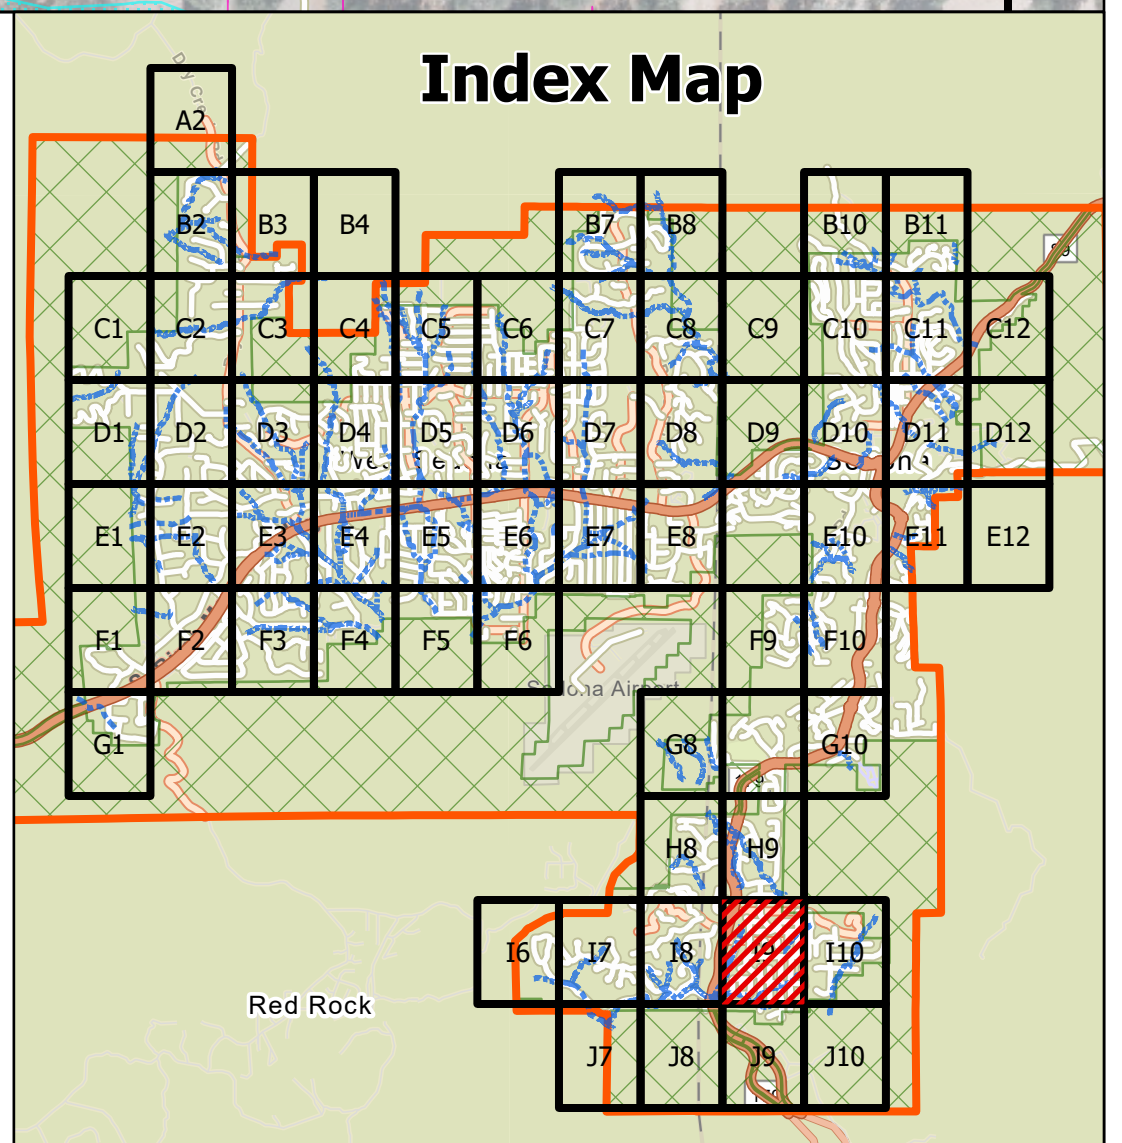 Index Map
A2
B2 B3 B4 B7 B8 B10 B11
89
C1 C2 C3 C4 C5 C6 C7 C8 C9 C10 C11 C12
D1 D2 D3 D4 D5 D6 D7 D8 D9 D10 D11 D12
E1 E2 E3 E4 E5 E6 E7 E8 E10 E11 E12
F1 F2 F3 F4 F5 F6 F9 F10
Sedona Airport
G1 G8 G10
H8 H9
I6 I7 I8 I9 I10
Red Rock
J7 J8 J9 J10